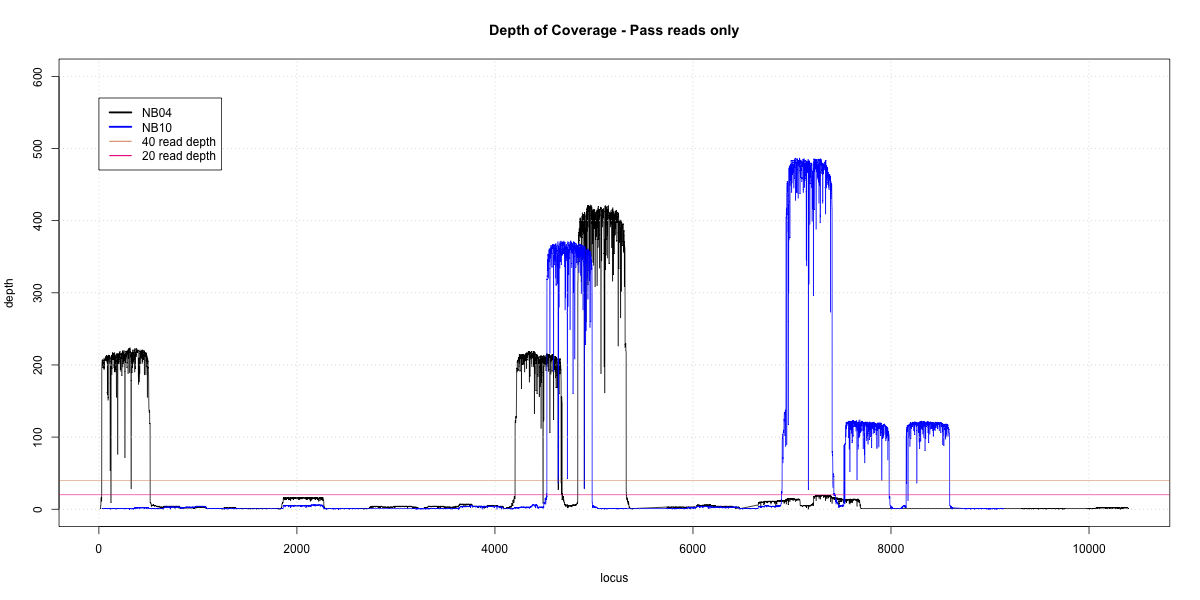 Depth of Coverage - Pass reads only
600
500
400
300
200
100
0
depth
NB04
NB10
40 read depth
20 read depth
0
2000
4000
6000
8000
10000
locus